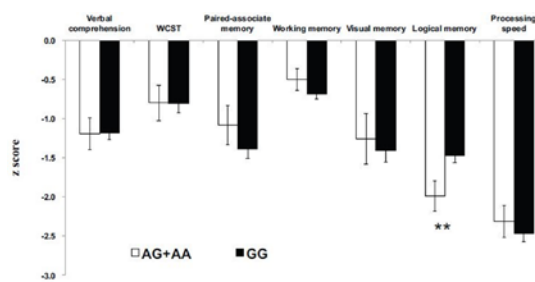 Verbal comprehension
WCST
Paired-associate memory
Working memory
Visual memory
Logical memory
Processing speed
0.0
-0.5
-1.0
-1.5
-2.0
-2.5
-3.0
z score
**
AG+AA
GG